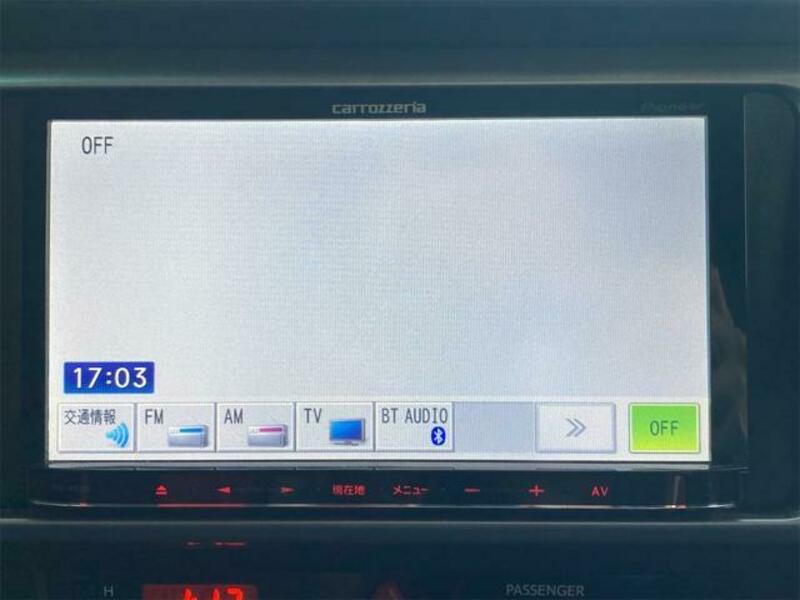 carrozzeria
Pioneer
OFF
17:03
交通情報 FM AM TV BT AUDIO OFF
現在地 メニュー AV
H
PASSENGER